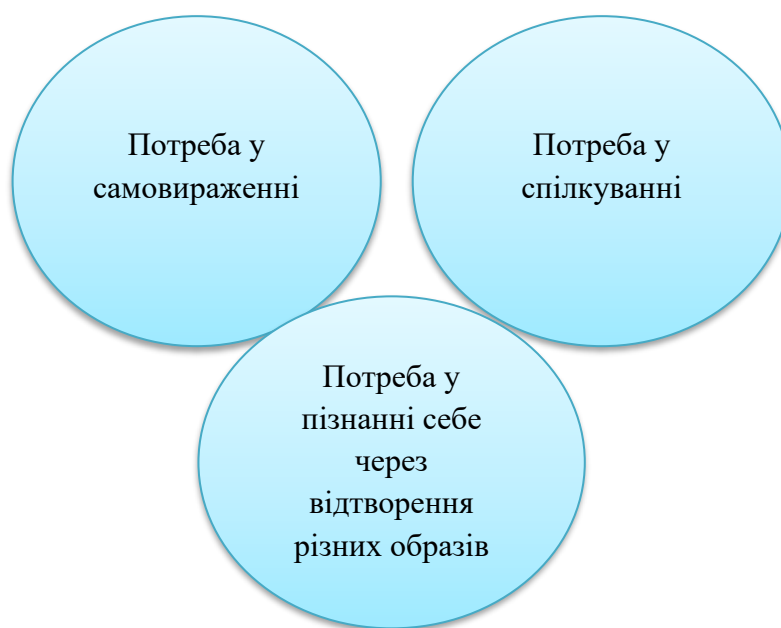 Потреба у
самовираженні
Потреба у
спілкуванні
Потреба у
пізнанні себе
через
відтворення
різних образів